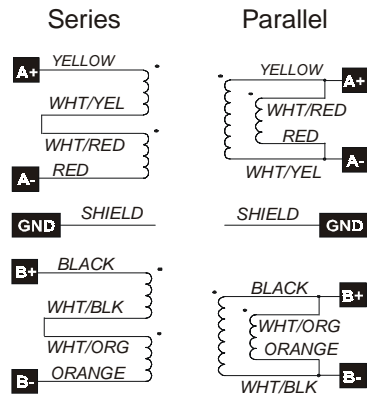 Series
A+
YELLOW
WHT/YEL
WHT/RED
A-
RED
GND
SHIELD
B+
BLACK
WHT/BLK
WHT/ORG
B-
ORANGE
Parallel
YELLOW
A+
WHT/RED
RED
A-
WHT/YEL
SHIELD
GND
BLACK
B+
WHT/ORG
ORANGE
B-
WHT/BLK